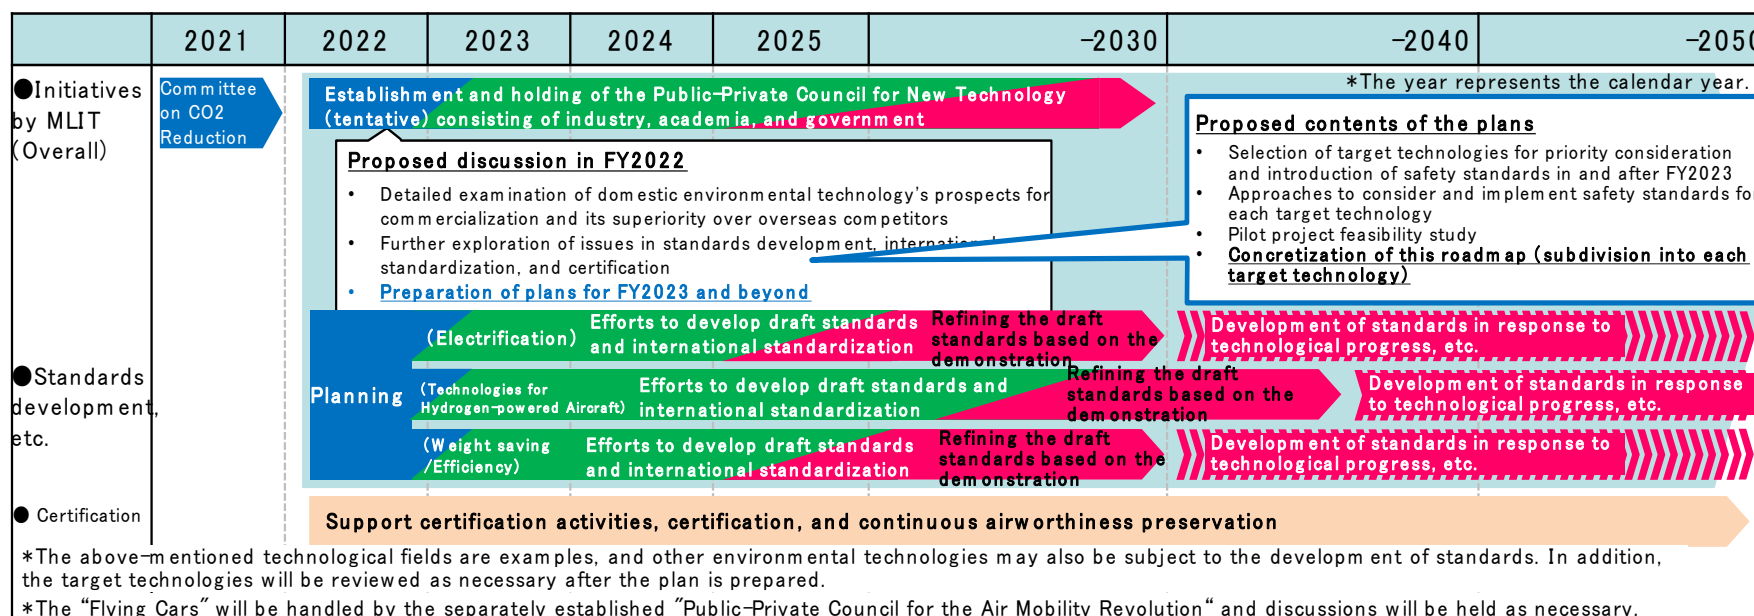 2021 2022 2023 2024 2025 -2030 -2040 -2050
●Initiatives
by MLIT
(Overall)
Committee
on CO2
Reduction
Establishment and holding of the Public-Private Council for New Technology
(tentative) consisting of industry, academia, and government
*The year represents the calendar year.
Proposed discussion in FY2022
• Detailed examination of domestic environmental technology's prospects for
commercialization and its superiority over overseas competitors
• Further exploration of issues in standards development, international
standardization, and certification
• Preparation of plans for FY2023 and beyond
Proposed contents of the plans
• Selection of target technologies for priority consideration
and introduction of safety standards in and after FY2023
• Approaches to consider and implement safety standards for
each target technology
• Pilot project feasibility study
• Concretization of this roadmap (subdivision into each
target technology)
●Standards
development,
etc.
Planning
(Electrification)
Efforts to develop draft standards
and international standardization
Refining the draft
standards based on the
demonstration
Development of standards in response to
technological progress, etc.
(Technologies for
Hydrogen-powered Aircraft)
Efforts to develop draft standards and
international standardization
Refining the draft
standards based on the
demonstration
Development of standards in response
to technological progress, etc.
(Weight saving
/Efficiency)
Efforts to develop draft standards
and international standardization
Refining the draft
standards based on the
demonstration
Development of standards in response to
technological progress, etc.
● Certification
Support certification activities, certification, and continuous airworthiness preservation
*The above-mentioned technological fields are examples, and other environmental technologies may also be subject to the development of standards. In addition,
the target technologies will be reviewed as necessary after the plan is prepared.
*The “Flying Cars" will be handled by the separately established "Public-Private Council for the Air Mobility Revolution“ and discussions will be held as necessary.